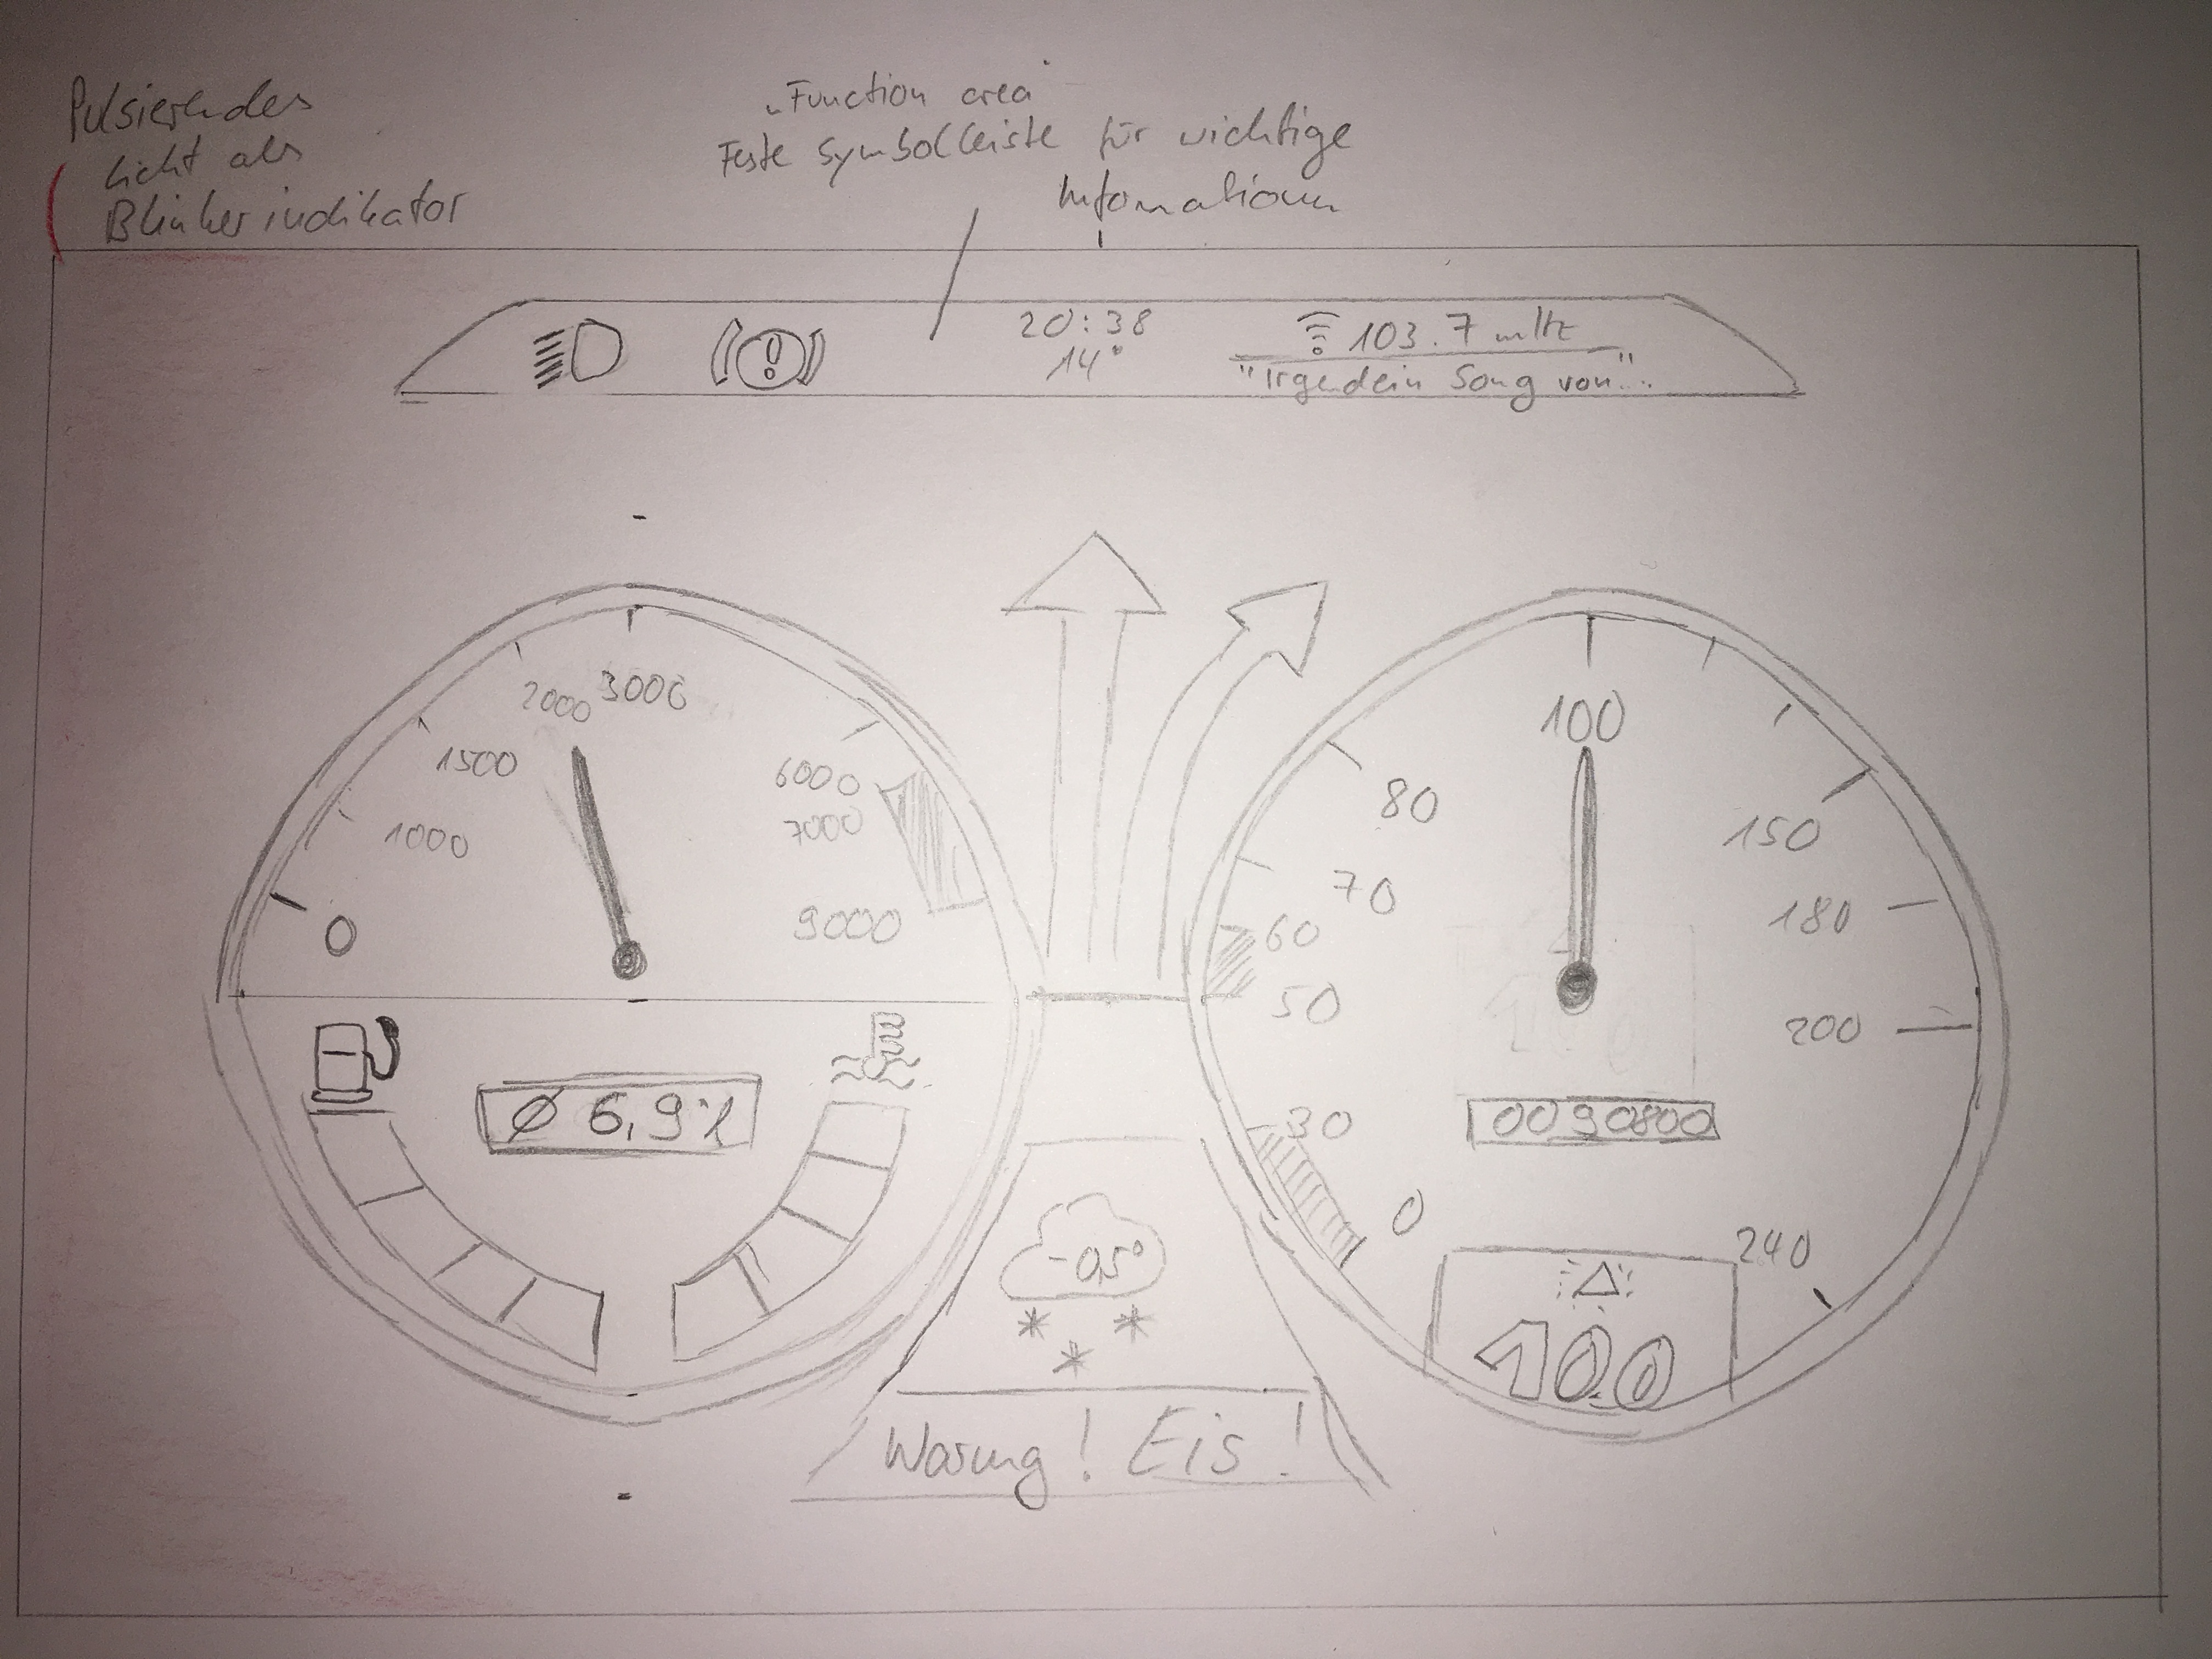 Pulsierendes
Licht als
Blinkerindikator
"Function area"
Feste Symbolleiste für wichtige
Informationen
20:38
14°
103.7 mHz
"Irgendein Song von..."
0
1000
1500
2000
3000
6000
7000
9000
Ø 6,9%
0
30
50
60
70
80
100
150
180
200
240
0090800
100
-0,5°
Warung! Eis!